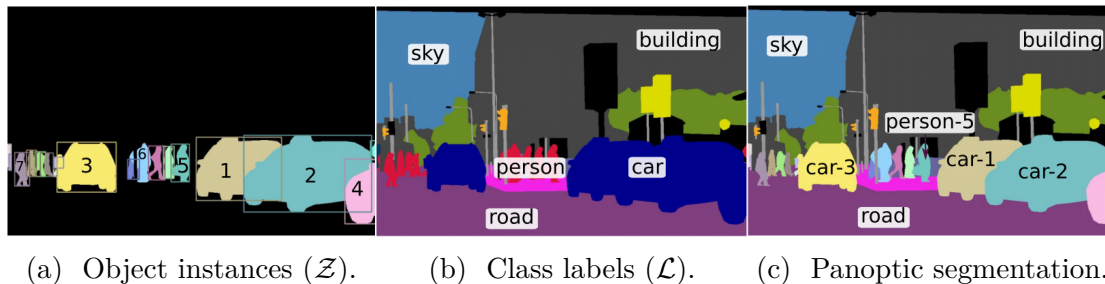 7
3
6
5
1
2
4
sky
building
person
car
road
sky
building
person-5
car-3
car-1
car-2
road
(a) Object instances (𝒵).
(b) Class labels (ℒ).
(c) Panoptic segmentation.